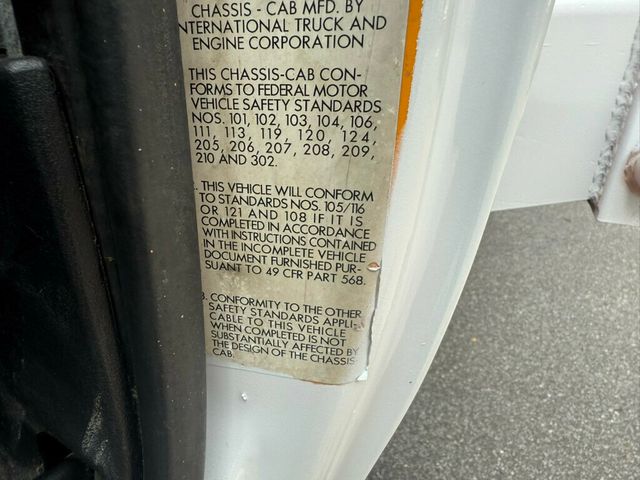 CHASSIS - CAB MFD. BY
INTERNATIONAL TRUCK AND
ENGINE CORPORATION
THIS CHASSIS-CAB CON-
FORMS TO FEDERAL MOTOR
VEHICLE SAFETY STANDARDS
NOS. 101, 102, 103, 104, 106,
111, 113, 119, 120, 124,
205, 206, 207, 208, 209,
210 AND 302.
. THIS VEHICLE WILL CONFORM
TO STANDARDS NOS. 105/116
OR 121 AND 108 IF IT IS
COMPLETED IN ACCORDANCE
WITH INSTRUCTIONS CONTAINED
IN THE INCOMPLETE VEHICLE
DOCUMENT FURNISHED PUR-
SUANT TO 49 CFR PART 568.
3. CONFORMITY TO THE OTHER
SAFETY STANDARDS APPLI-
CABLE TO THIS VEHICLE
WHEN COMPLETED IS NOT
SUBSTANTIALLY AFFECTED BY
THE DESIGN OF THE CHASSIS-
CAB.